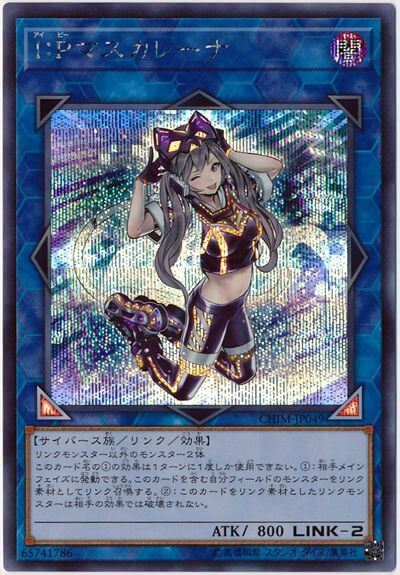 アイ ピー
I:Pマスカレーナ
闇
CHIM-JP049
【サイバース族／リンク／効果】
リンクモンスター以外のモンスター2体
このカード名の①の効果は1ターンに1度しか使用できない。①：相手メイン
フェイズに発動できる。このカードを含む自分フィールドのモンスターをリンク
素材としてリンク召喚する。②：このカードをリンク素材としたリンクモン
スターは相手の効果では破壊されない。
ATK/ 800 LINK-2
65741786
©高橋和希 スタジオ・ダイス/集英社